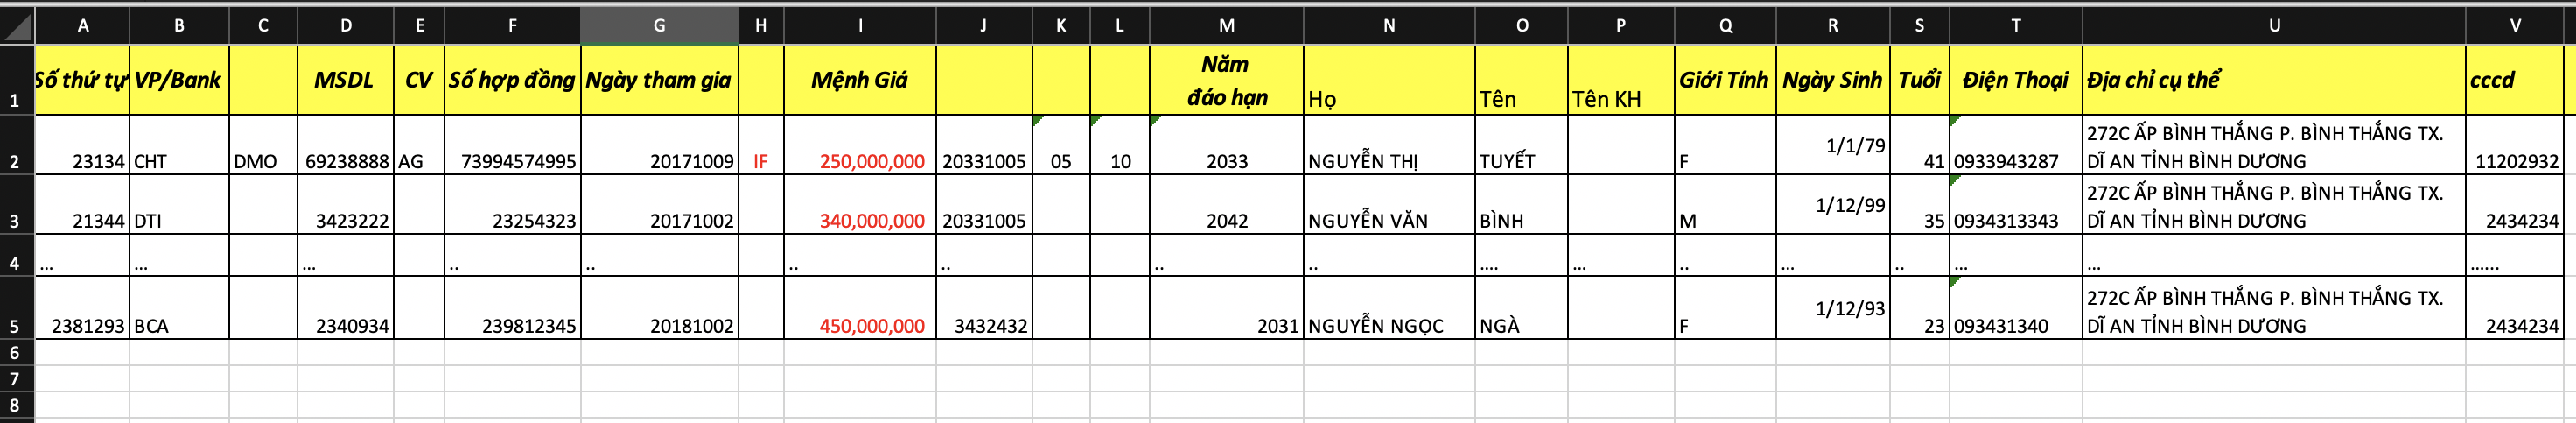 A B C D E F G H I J K L M N O P Q R S T U V
1 Số thứ tự VP/Bank MSDL CV Số hợp đồng Ngày tham gia Mệnh Giá Năm đáo hạn Họ Tên Tên KH Giới Tính Ngày Sinh Tuổi Điện Thoại Địa chỉ cụ thể cccd
2 23134 CHT DMO 69238888 AG 73994574995 20171009 IF 250,000,000 20331005 05 10 2033 NGUYỄN THỊ TUYẾT F 1/1/79 41 0933943287 272C ẤP BÌNH THẮNG P. BÌNH THẮNG TX. DĨ AN TỈNH BÌNH DƯƠNG 11202932
3 21344 DTI 3423222 23254323 20171002 340,000,000 20331005 2042 NGUYỄN VĂN BÌNH M 1/12/99 35 0934313343 272C ẤP BÌNH THẮNG P. BÌNH THẮNG TX. DĨ AN TỈNH BÌNH DƯƠNG 2434234
4 ... ... ... .. .. .. .. .. .. .... ... .. ... .. ... ... ......
5 2381293 BCA 2340934 239812345 20181002 450,000,000 3432432 2031 NGUYỄN NGỌC NGÀ F 1/12/93 23 093431340 272C ẤP BÌNH THẮNG P. BÌNH THẮNG TX. DĨ AN TỈNH BÌNH DƯƠNG 2434234
6
7
8